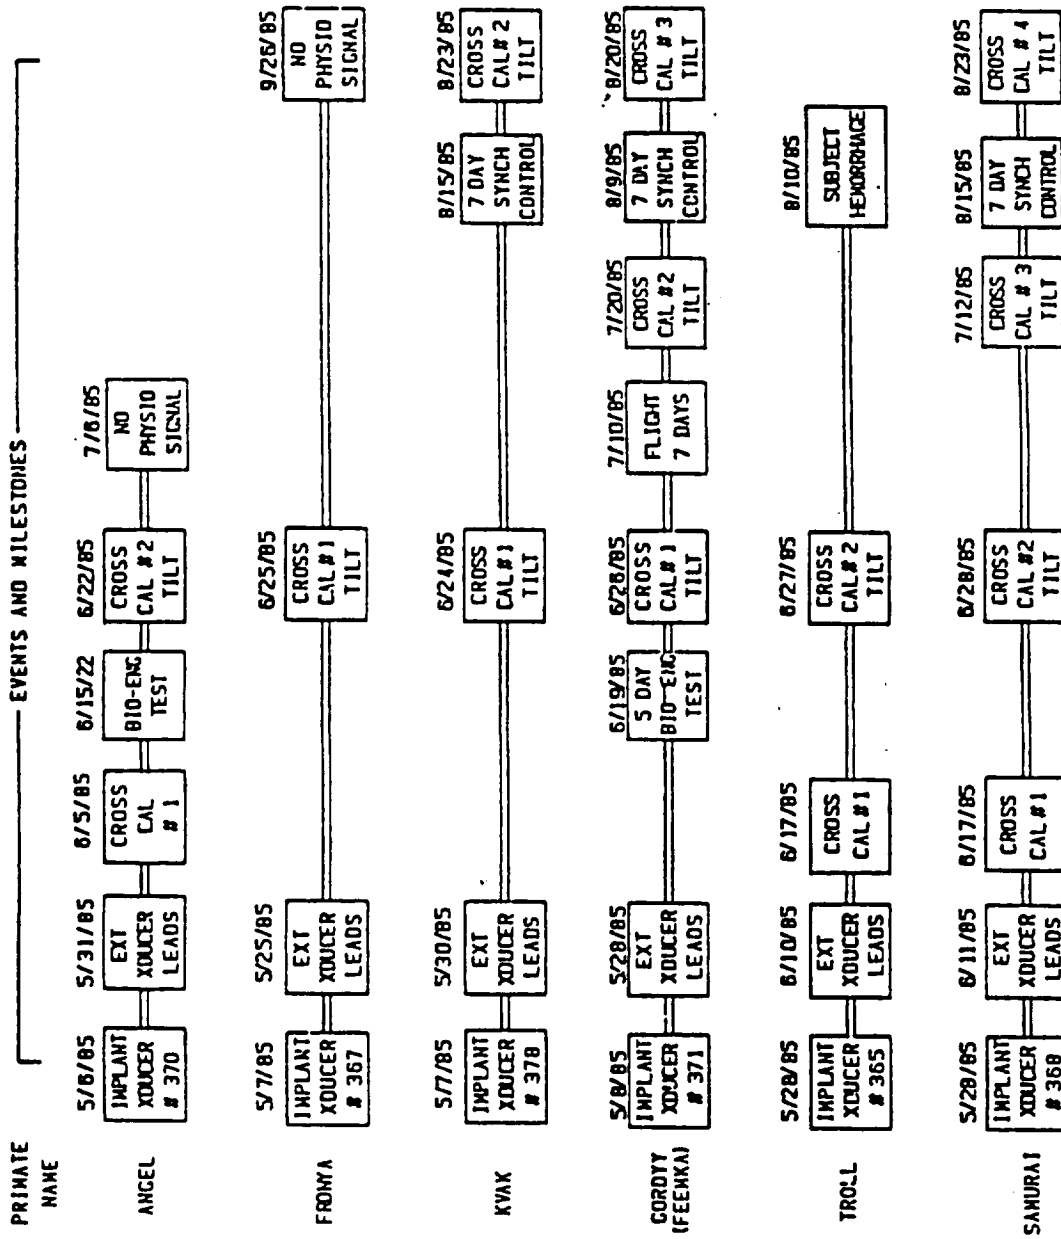 EVENTS AND MILESTONES
PRIMATE
NAME
ANGEL
5/6/85
IMPLANT
XDUCER
# 370
5/31/85
EXT
XDUCER
LEADS
6/5/85
CROSS
CAL
# 1
6/15/22
BIO-ENG
TEST
6/22/85
CROSS
CAL #2
TILT
7/6/85
NO
PHYSIO
SIGNAL
FRONYA
5/7/85
IMPLANT
XDUCER
# 367
5/25/85
EXT
XDUCER
LEADS
6/25/85
CROSS
CAL #1
TILT
9/26/85
NO
PHYSIO
SIGNAL
KVAK
5/7/85
IMPLANT
XDUCER
# 378
5/30/85
EXT
XDUCER
LEADS
6/24/85
CROSS
CAL #1
TILT
8/15/85
7 DAY
SYNCH
CONTROL
8/23/85
CROSS
CAL # 2
TILT
GORDYY
(FEEMKA)
5/8/85
IMPLANT
XDUCER
# 371
5/28/85
EXT
XDUCER
LEADS
6/19/85
5 DAY
BIO-ENG
TEST
6/28/85
CROSS
CAL #1
TILT
7/10/85
FLIGHT
7 DAYS
7/20/85
CROSS
CAL #2
TILT
8/9/85
7 DAY
SYNCH
CONTROL
8/20/85
CROSS
CAL # 3
TILT
TROLL
5/28/85
IMPLANT
XDUCER
# 365
6/10/85
EXT
XDUCER
LEADS
6/17/85
CROSS
CAL #1
6/27/85
CROSS
CAL #2
TILT
8/10/85
SUBJECT
HEMORRHAGE
SAMURAI
5/28/85
IMPLANT
XDUCER
# 368
6/11/85
EXT
XDUCER
LEADS
6/17/85
CROSS
CAL #1
6/28/85
CROSS
CAL #2
TILT
7/12/85
CROSS
CAL # 3
TILT
8/15/85
7 DAY
SYNCH
CONTROL
8/23/85
CROSS
CAL # 4
TILT